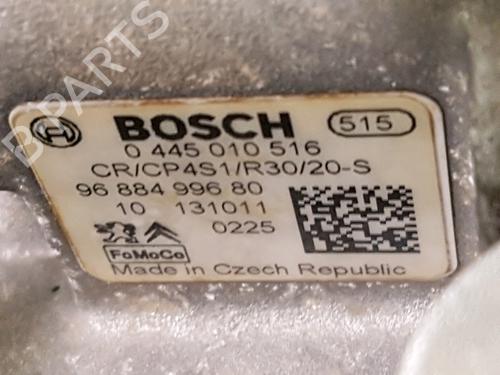 B PARTS
BOSCH 515
0 445 010 516
CR/CP4S1/R30/20-S
96 884 996 80
10 131011
0225
FoMoCo
Made in Czech Republic